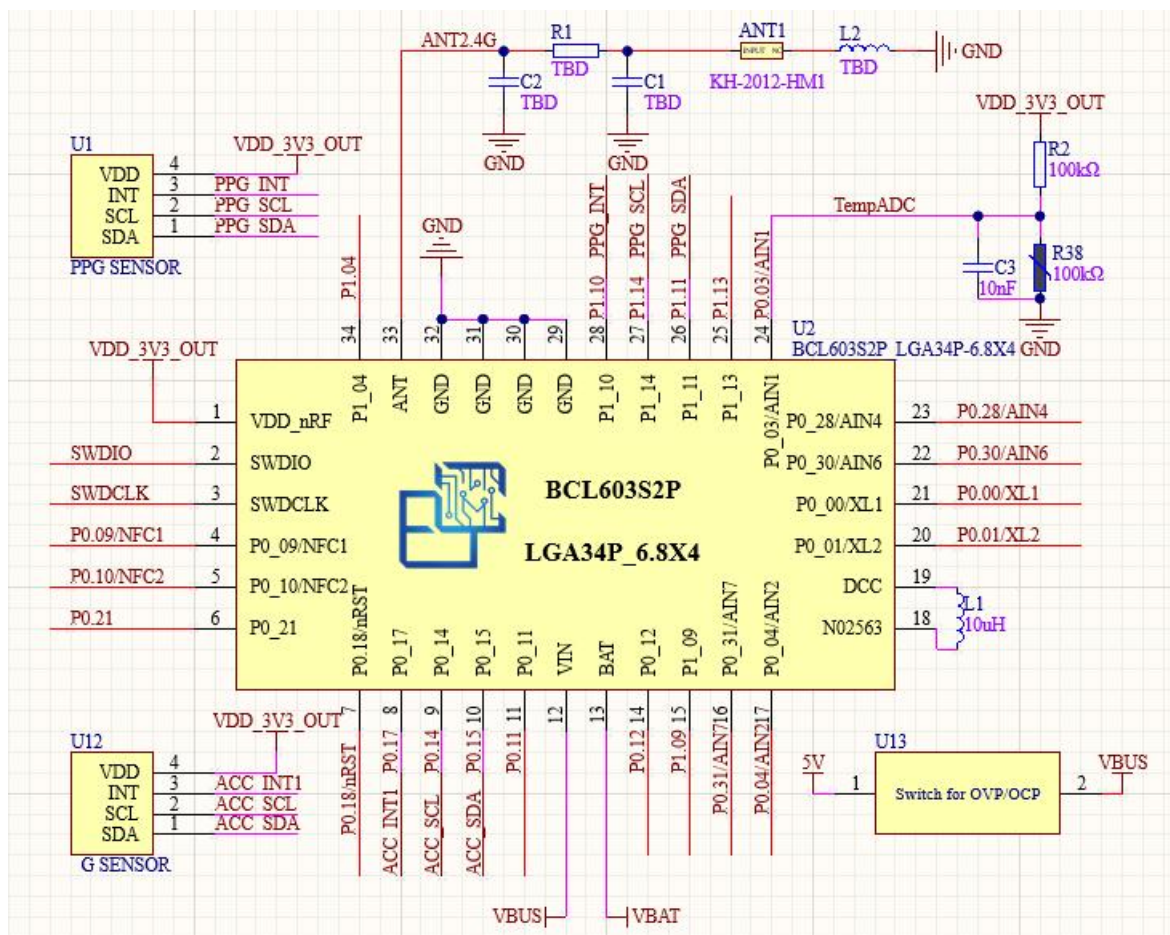 ANT2.4G
R1
TBD
C2
TBD
GND
C1
TBD
GND
ANT1
INPUT NC
KH-2012-HM1
L2
TBD
GND
VDD_3V3_OUT
R2
100kΩ
TempADC
C3
10nF
R38
100kΩ
GND
U1
VDD_3V3_OUT
VDD 4
INT 3 PPG_INT
SCL 2 PPG_SCL
SDA 1 PPG_SDA
PPG SENSOR
GND
P1.04
PPG_INT
P1.10
PPG_SCL
P1.14
PPG_SDA
P1.11
P1.13
P0.03/AIN1
34
33
32
31
30
29
28
27
26
25
24
U2
BCL603S2P_LGA34P-6.8X4
P1_04
ANT
GND
GND
GND
GND
P1_10
P1_14
P1_11
P1_13
P0_03/AIN1
VDD_3V3_OUT
1 VDD_nRF
SWDIO 2 SWDIO
SWDCLK 3 SWDCLK
P0.09/NFC1 4 P0_09/NFC1
P0.10/NFC2 5 P0_10/NFC2
P0.21 6 P0_21
BCL603S2P
LGA34P_6.8X4
P0_28/AIN4 23 P0.28/AIN4
P0_30/AIN6 22 P0.30/AIN6
P0_00/XL1 21 P0.00/XL1
P0_01/XL2 20 P0.01/XL2
DCC 19
N02563 18
L1
10uH
P0.18/nRST
P0_17
P0_14
P0_15
P0_11
VIN
BAT
P0_12
P1_09
P0_31/AIN7
P0_04/AIN2
7
8
9
10
11
12
13
14
15
16
17
P0.18/nRST
P0.17
ACC_INT1
P0.14
ACC_SCL
P0.15
ACC_SDA
P0.11
P0.12
P1.09
P0.31/AIN7
P0.04/AIN2
VBUS
VBAT
U12
VDD_3V3_OUT
VDD 4
INT 3 ACC_INT1
SCL 2 ACC_SCL
SDA 1 ACC_SDA
G SENSOR
U13
5V
1
Switch for OVP/OCP
2
VBUS